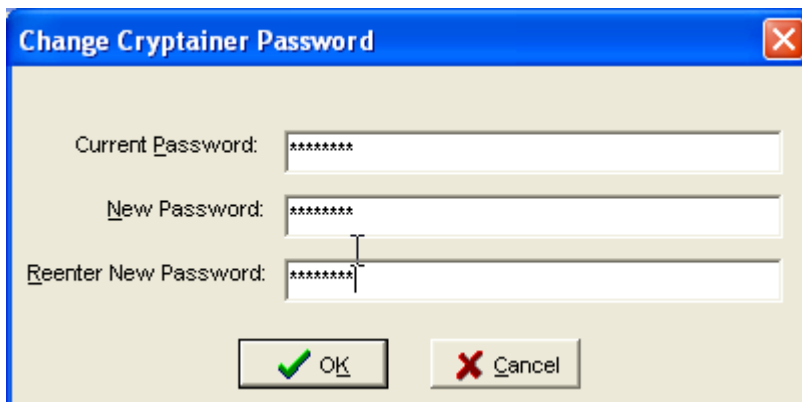 Change Cryptainer Password
Current Password: ********
New Password: ********
Reenter New Password: ********
OK Cancel